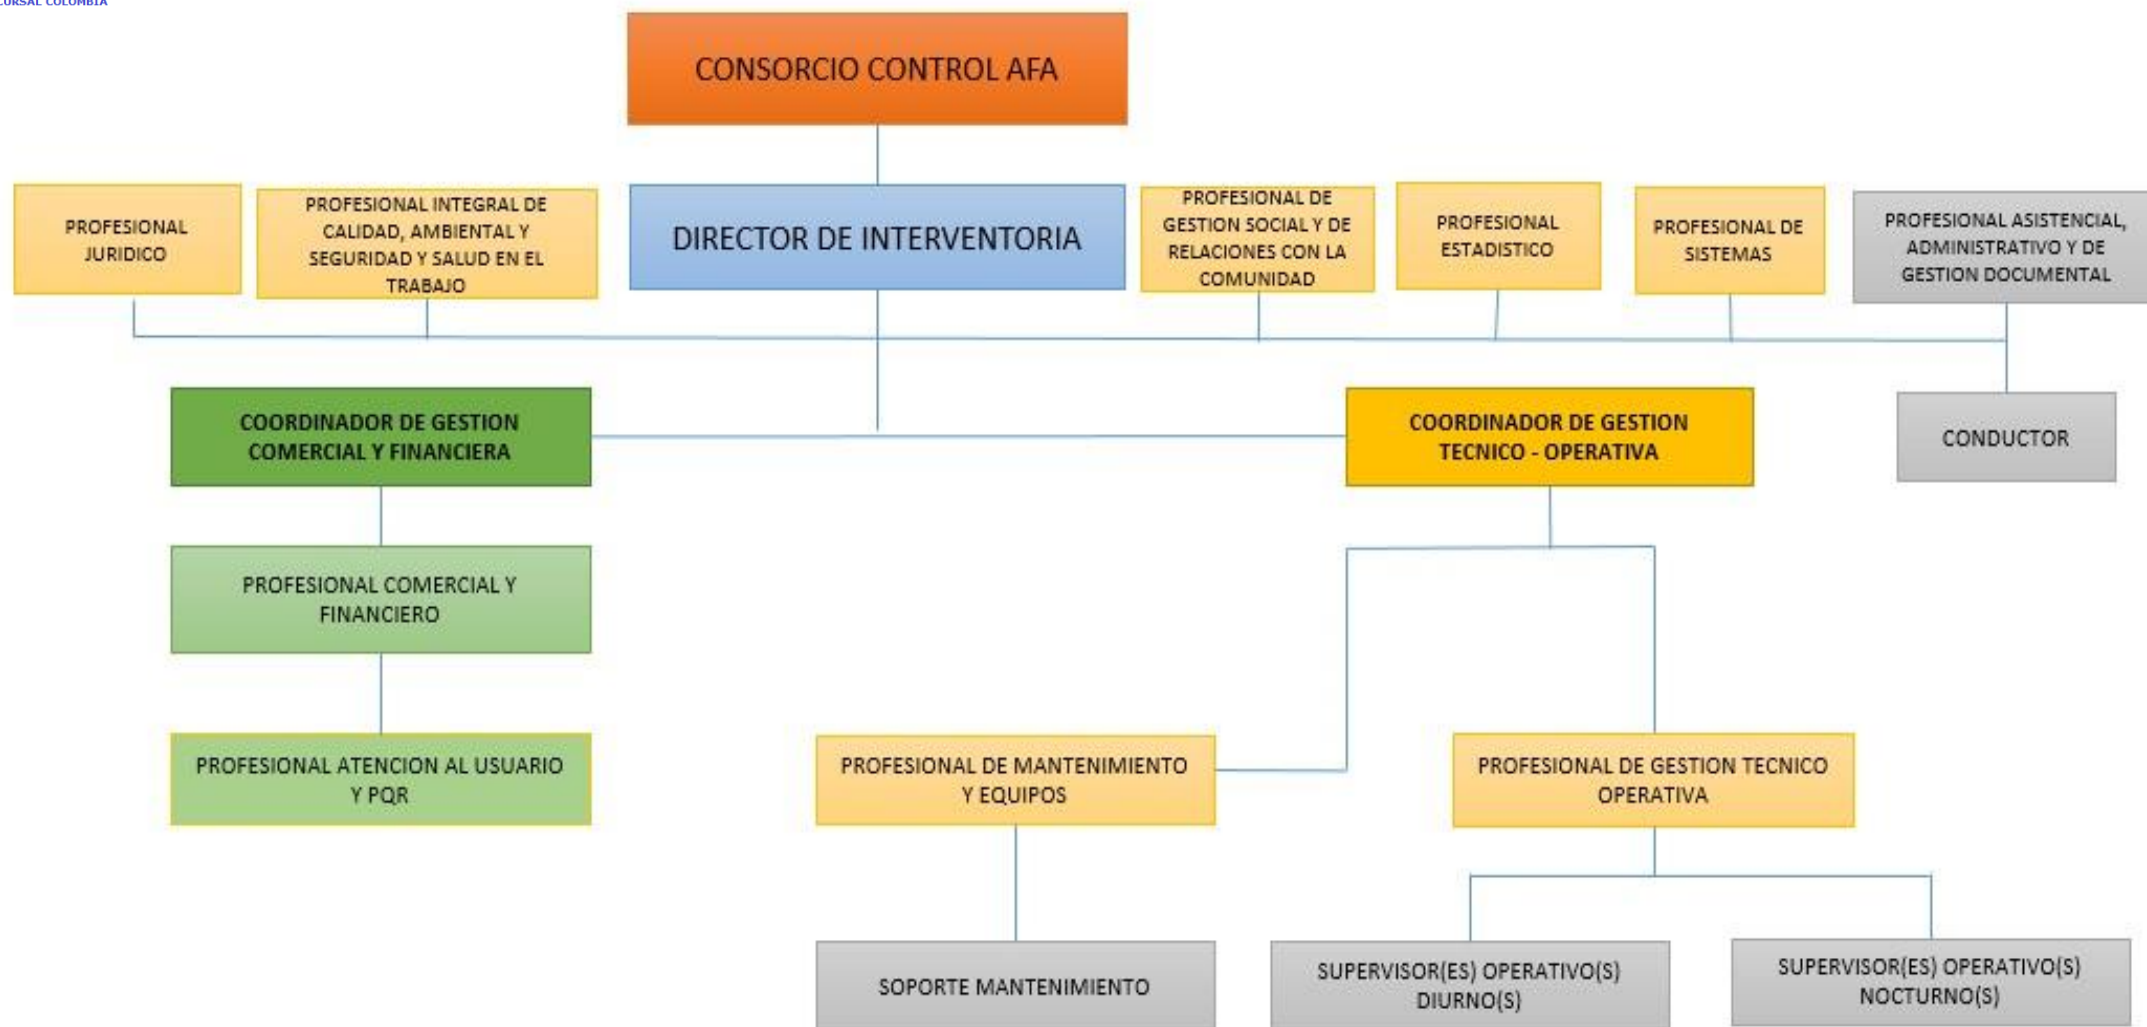 COLOMBIA
CONSORCIO CONTROL AFA
PROFESIONAL
JURIDICO
PROFESIONAL INTEGRAL DE
CALIDAD, AMBIENTAL Y
SEGURIDAD Y SALUD EN EL
TRABAJO
DIRECTOR DE INTERVENTORIA
PROFESIONAL DE
GESTION SOCIAL Y DE
RELACIONES CON LA
COMUNIDAD
PROFESIONAL
ESTADISTICO
PROFESIONAL DE
SISTEMAS
PROFESIONAL ASISTENCIAL,
ADMINISTRATIVO Y DE
GESTION DOCUMENTAL
COORDINADOR DE GESTION
COMERCIAL Y FINANCIERA
COORDINADOR DE GESTION
TECNICO - OPERATIVA
CONDUCTOR
PROFESIONAL COMERCIAL Y
FINANCIERO
PROFESIONAL ATENCION AL USUARIO
Y PQR
PROFESIONAL DE MANTENIMIENTO
Y EQUIPOS
PROFESIONAL DE GESTION TECNICO
OPERATIVA
SOPORTE MANTENIMIENTO
SUPERVISOR(ES) OPERATIVO(S)
DIURNO(S)
SUPERVISOR(ES) OPERATIVO(S)
NOCTURNO(S)